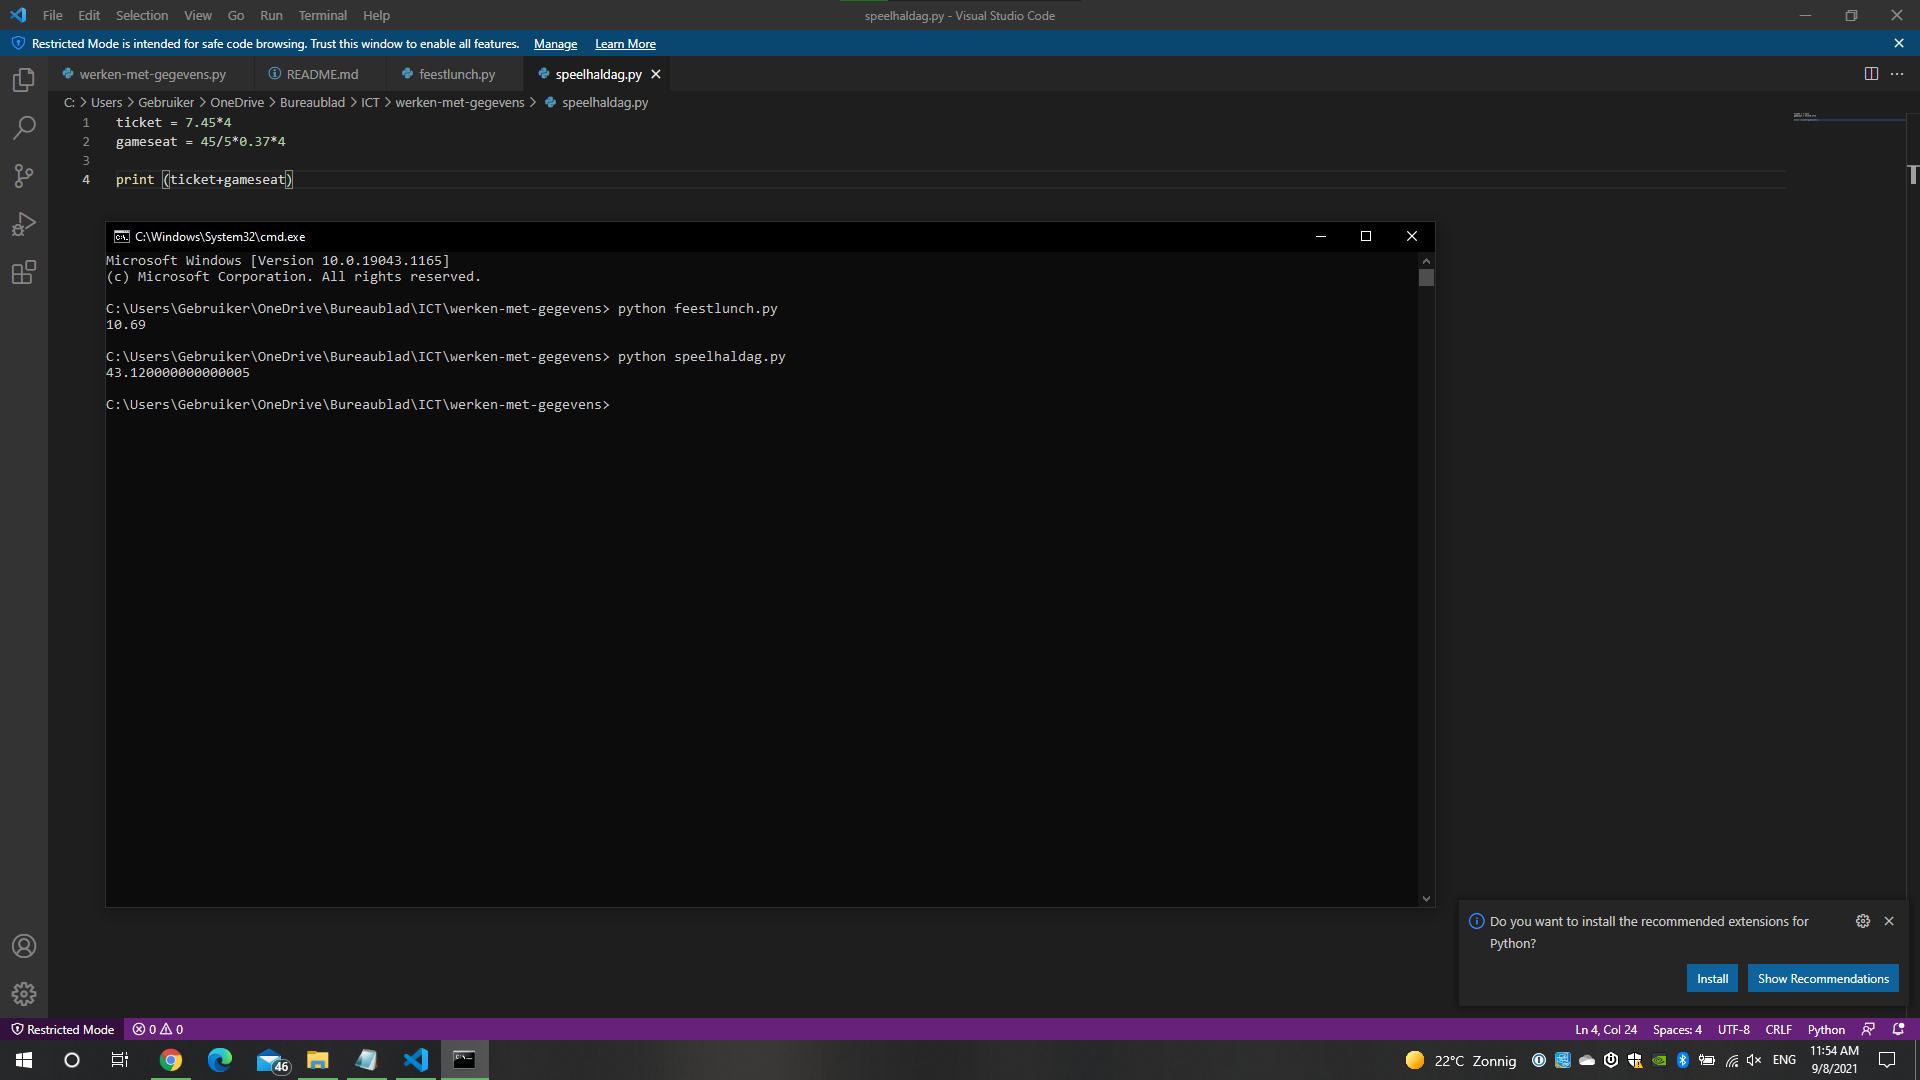 File Edit Selection View Go Run Terminal Help
speelhaldag.py - Visual Studio Code
Restricted Mode is intended for safe code browsing. Trust this window to enable all features. Manage Learn More
werken-met-gegevens.py README.md feestlunch.py speelhaldag.py
C: > Users > Gebruiker > OneDrive > Bureaublad > ICT > werken-met-gegevens > speelhaldag.py
1 ticket = 7.45*4
2 gameseat = 45/5*0.37*4
3
4 print (ticket+gameseat)
C:\Windows\System32\cmd.exe
Microsoft Windows [Version 10.0.19043.1165]
(c) Microsoft Corporation. All rights reserved.
C:\Users\Gebruiker\OneDrive\Bureaublad\ICT\werken-met-gegevens> python feestlunch.py
10.69
C:\Users\Gebruiker\OneDrive\Bureaublad\ICT\werken-met-gegevens> python speelhaldag.py
43.120000000000005
C:\Users\Gebruiker\OneDrive\Bureaublad\ICT\werken-met-gegevens>
Do you want to install the recommended extensions for
Python?
Install Show Recommendations
Restricted Mode 0 0 Ln 4, Col 24 Spaces: 4 UTF-8 CRLF Python
46 22°C Zonnig ENG 11:54 AM
9/8/2021